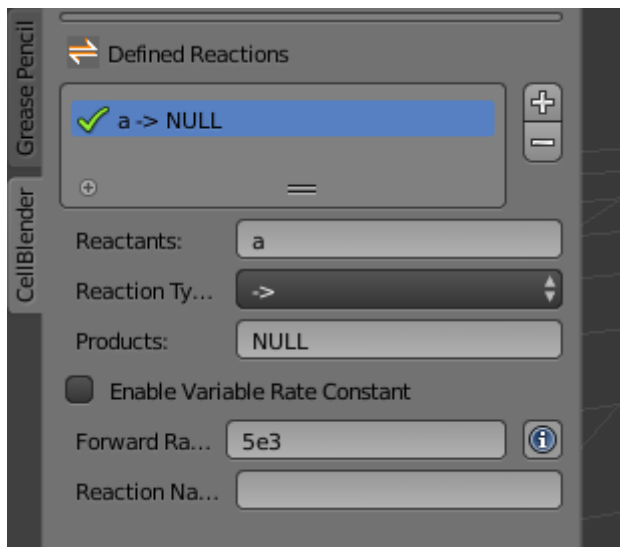 Grease Pencil
CellBlender
Defined Reactions
a -> NULL
Reactants: a
Reaction Ty... ->
Products: NULL
Enable Variable Rate Constant
Forward Ra... 5e3
Reaction Na...